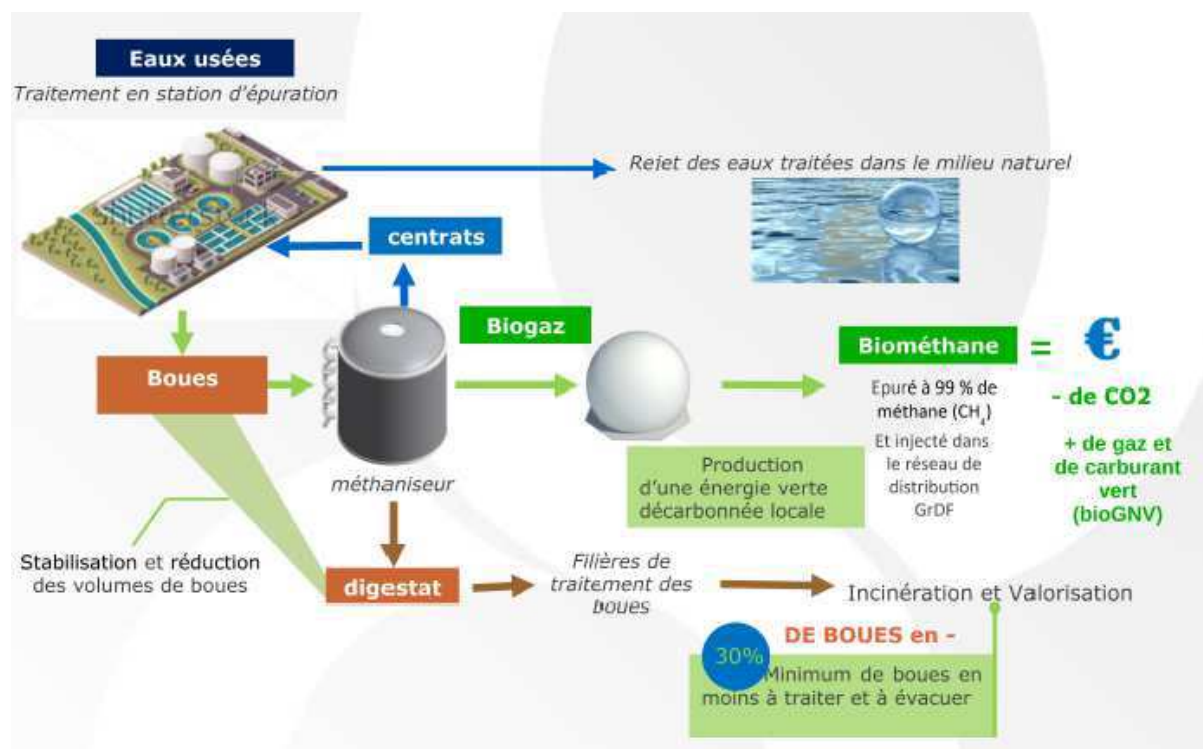 Eaux usées
Traitement en station d'épuration
Rejet des eaux traitées dans le milieu naturel
centrats
Biogaz
Boues
Biométhane = €
Epuré à 99 % de
méthane (CH4)
Et injecté dans
le réseau de
distribution
GrDF
- de CO2
+ de gaz et
de carburant
vert
(bioGNV)
méthaniseur
Production
d'une énergie verte
décarbonnée locale
Stabilisation et réduction
des volumes de boues
digestat
Filières de
traitement des
boues
Incinération et Valorisation
DE BOUES en -
30%
Minimum de boues en
moins à traiter et à évacuer